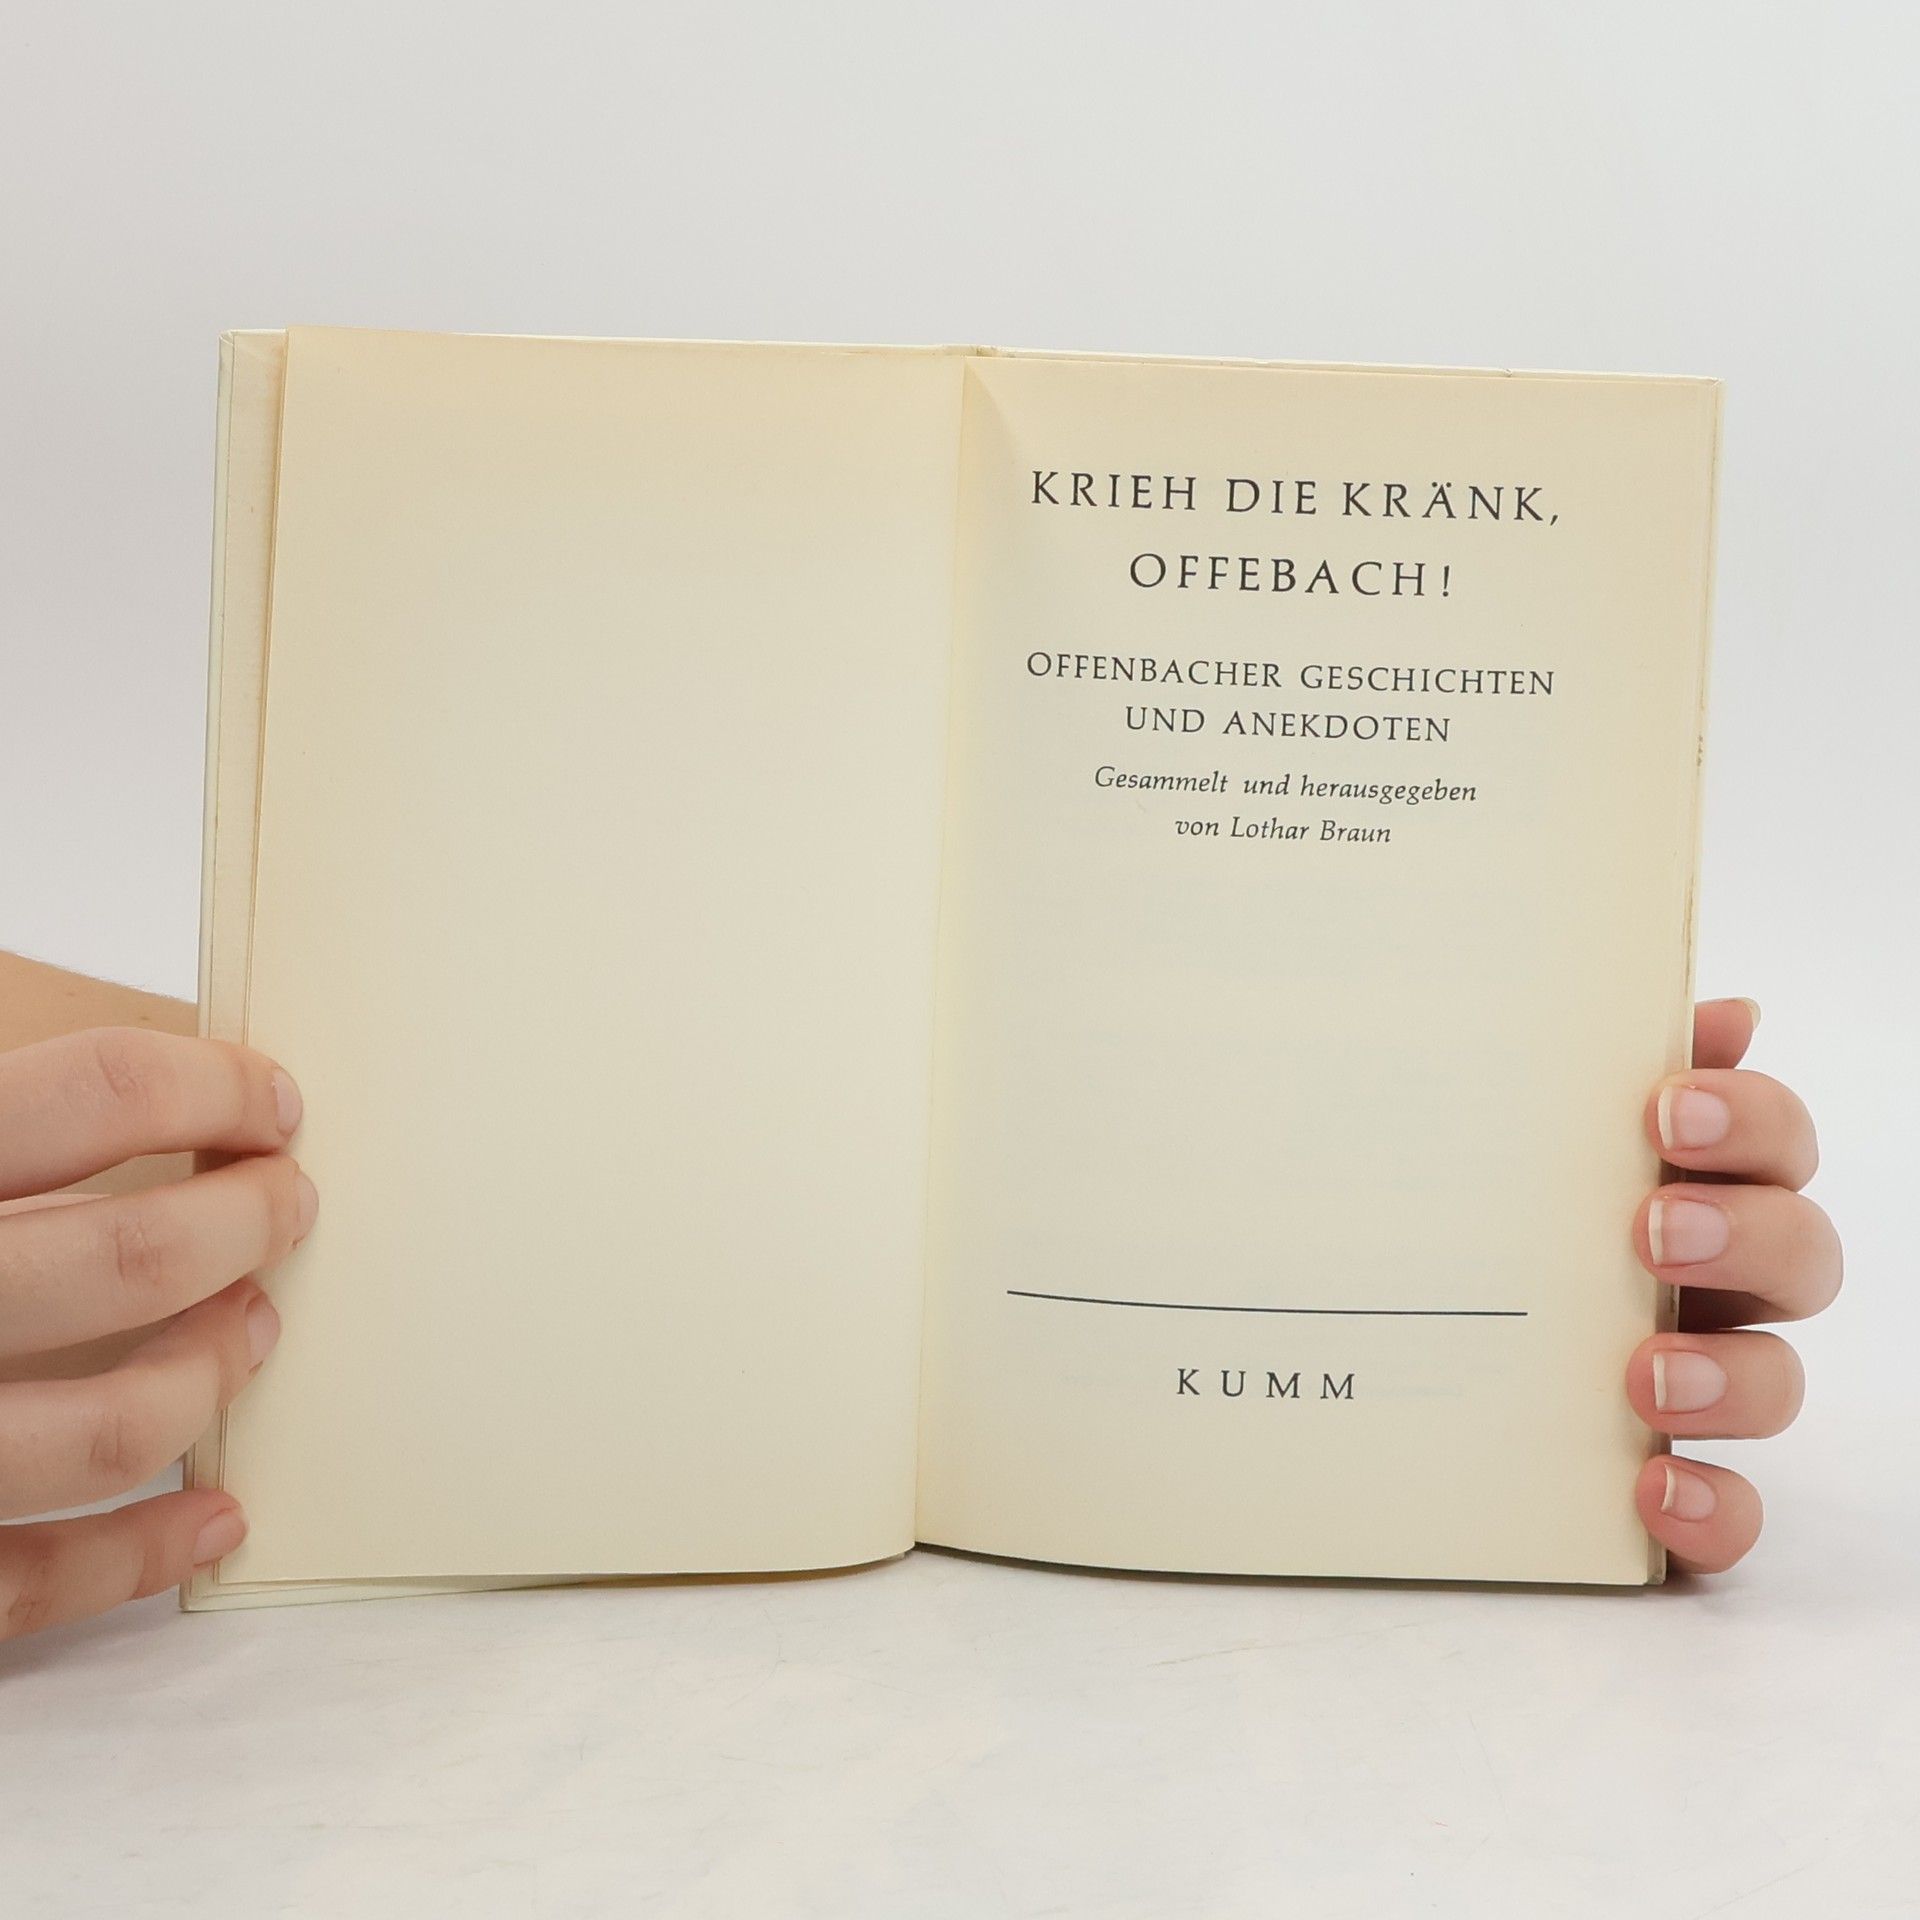 KRIEH DIE KRÄNK,
OFFEBACH!
OFFENBACHER GESCHICHTEN
UND ANEKDOTEN
Gesammelt und herausgegeben
von Lothar Braun
KUMM